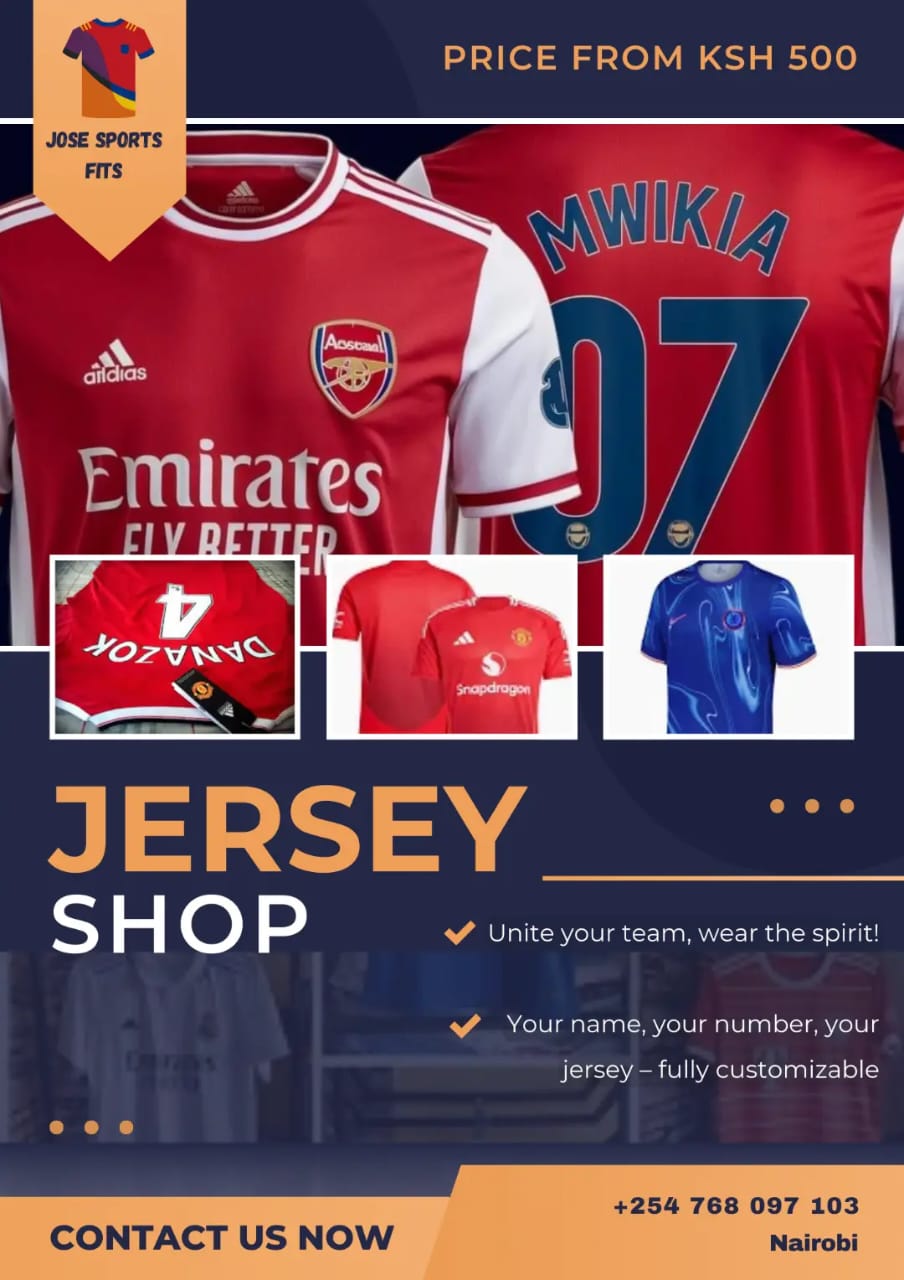 PRICE FROM KSH 500
JOSE SPORTS
FITS
MWIKIA
07
Emirates
FLY BETTER
4
DANAZOK
Snapdragon
JERSEY
SHOP
Unite your team, wear the spirit!
Your name, your number, your
jersey – fully customizable
CONTACT US NOW
+254 768 097 103
Nairobi